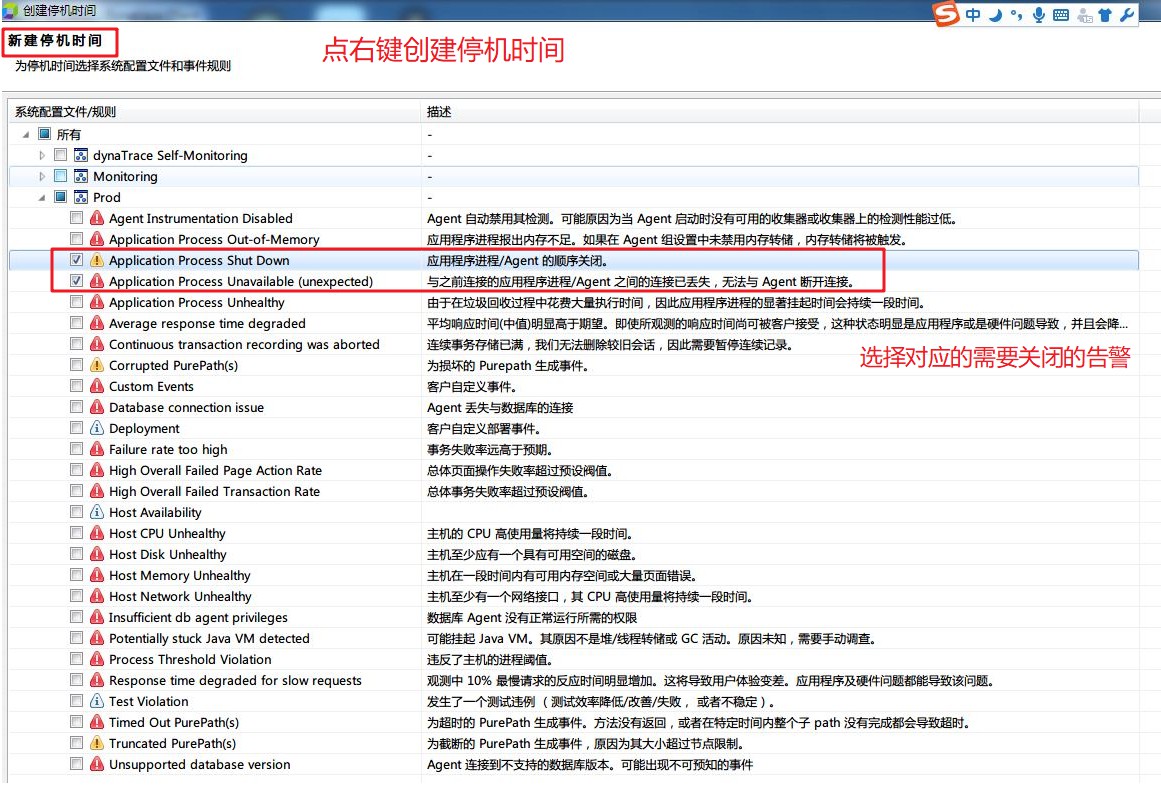 创建停机时间
中
新建停机时间
点右键创建停机时间
为停机时间选择系统配置文件和事件规则
系统配置文件/规则 描述
所有 -
dynaTrace Self-Monitoring -
Monitoring -
Prod -
Agent Instrumentation Disabled Agent 自动禁用其检测。可能原因为当 Agent 启动时没有可用的收集器或收集器上的检测性能过低。
Application Process Out-of-Memory 应用程序进程报出内存不足。如果在 Agent 组设置中未禁用内存转储，内存转储将被触发。
Application Process Shut Down 应用程序进程/Agent 的顺序关闭。
Application Process Unavailable (unexpected) 与之前连接的应用程序进程/Agent 之间的连接已丢失，无法与 Agent 断开连接。
Application Process Unhealthy 由于在垃圾回收过程中花费大量执行时间，因此应用程序进程的显著挂起时间会持续一段时间。
Average response time degraded 平均响应时间(中值)明显高于期望。即使所观测的响应时间尚可被客户接受，这种状态明显是应用程序或是硬件问题导致，并且会降...
Continuous transaction recording was aborted 连续事务存储已满，我们无法删除较旧会话，因此需要暂停连续记录。
选择对应的需要关闭的告警
Corrupted PurePath(s) 为损坏的 Purepath 生成事件。
Custom Events 客户自定义事件。
Database connection issue Agent 丢失与数据库的连接
Deployment 客户自定义部署事件。
Failure rate too high 事务失败率远高于预期。
High Overall Failed Page Action Rate 总体页面操作失败率超过预设阀值。
High Overall Failed Transaction Rate 总体事务失败率超过预设阀值。
Host Availability
Host CPU Unhealthy 主机的 CPU 高使用量将持续一段时间。
Host Disk Unhealthy 主机至少应有一个具有可用空间的磁盘。
Host Memory Unhealthy 主机在一段时间内有可用内存空间或大量页面错误。
Host Network Unhealthy 主机至少有一个网络接口，其 CPU 高使用量将持续一段时间。
Insufficient db agent privileges 数据库 Agent 没有正常运行所需的权限
Potentially stuck Java VM detected 可能挂起 Java VM。其原因不是堆/线程转储或 GC 活动。原因未知，需要手动调查。
Process Threshold Violation 违反了主机的进程阈值。
Response time degraded for slow requests 观测中 10% 最慢请求的反应时间明显增加。这将导致用户体验变差。应用程序及硬件问题都能导致该问题。
Test Violation 发生了一个测试违例（测试效率降低/改善/失败，或者不稳定）。
Timed Out PurePath(s) 为超时的 PurePath 生成事件。方法没有返回，或者在特定时间内整个子 path 没有完成都会导致超时。
Truncated PurePath(s) 为截断的 PurePath 生成事件，原因为其大小超过节点限制。
Unsupported database version Agent 连接到不支持的数据库版本。可能出现不可预知的事件